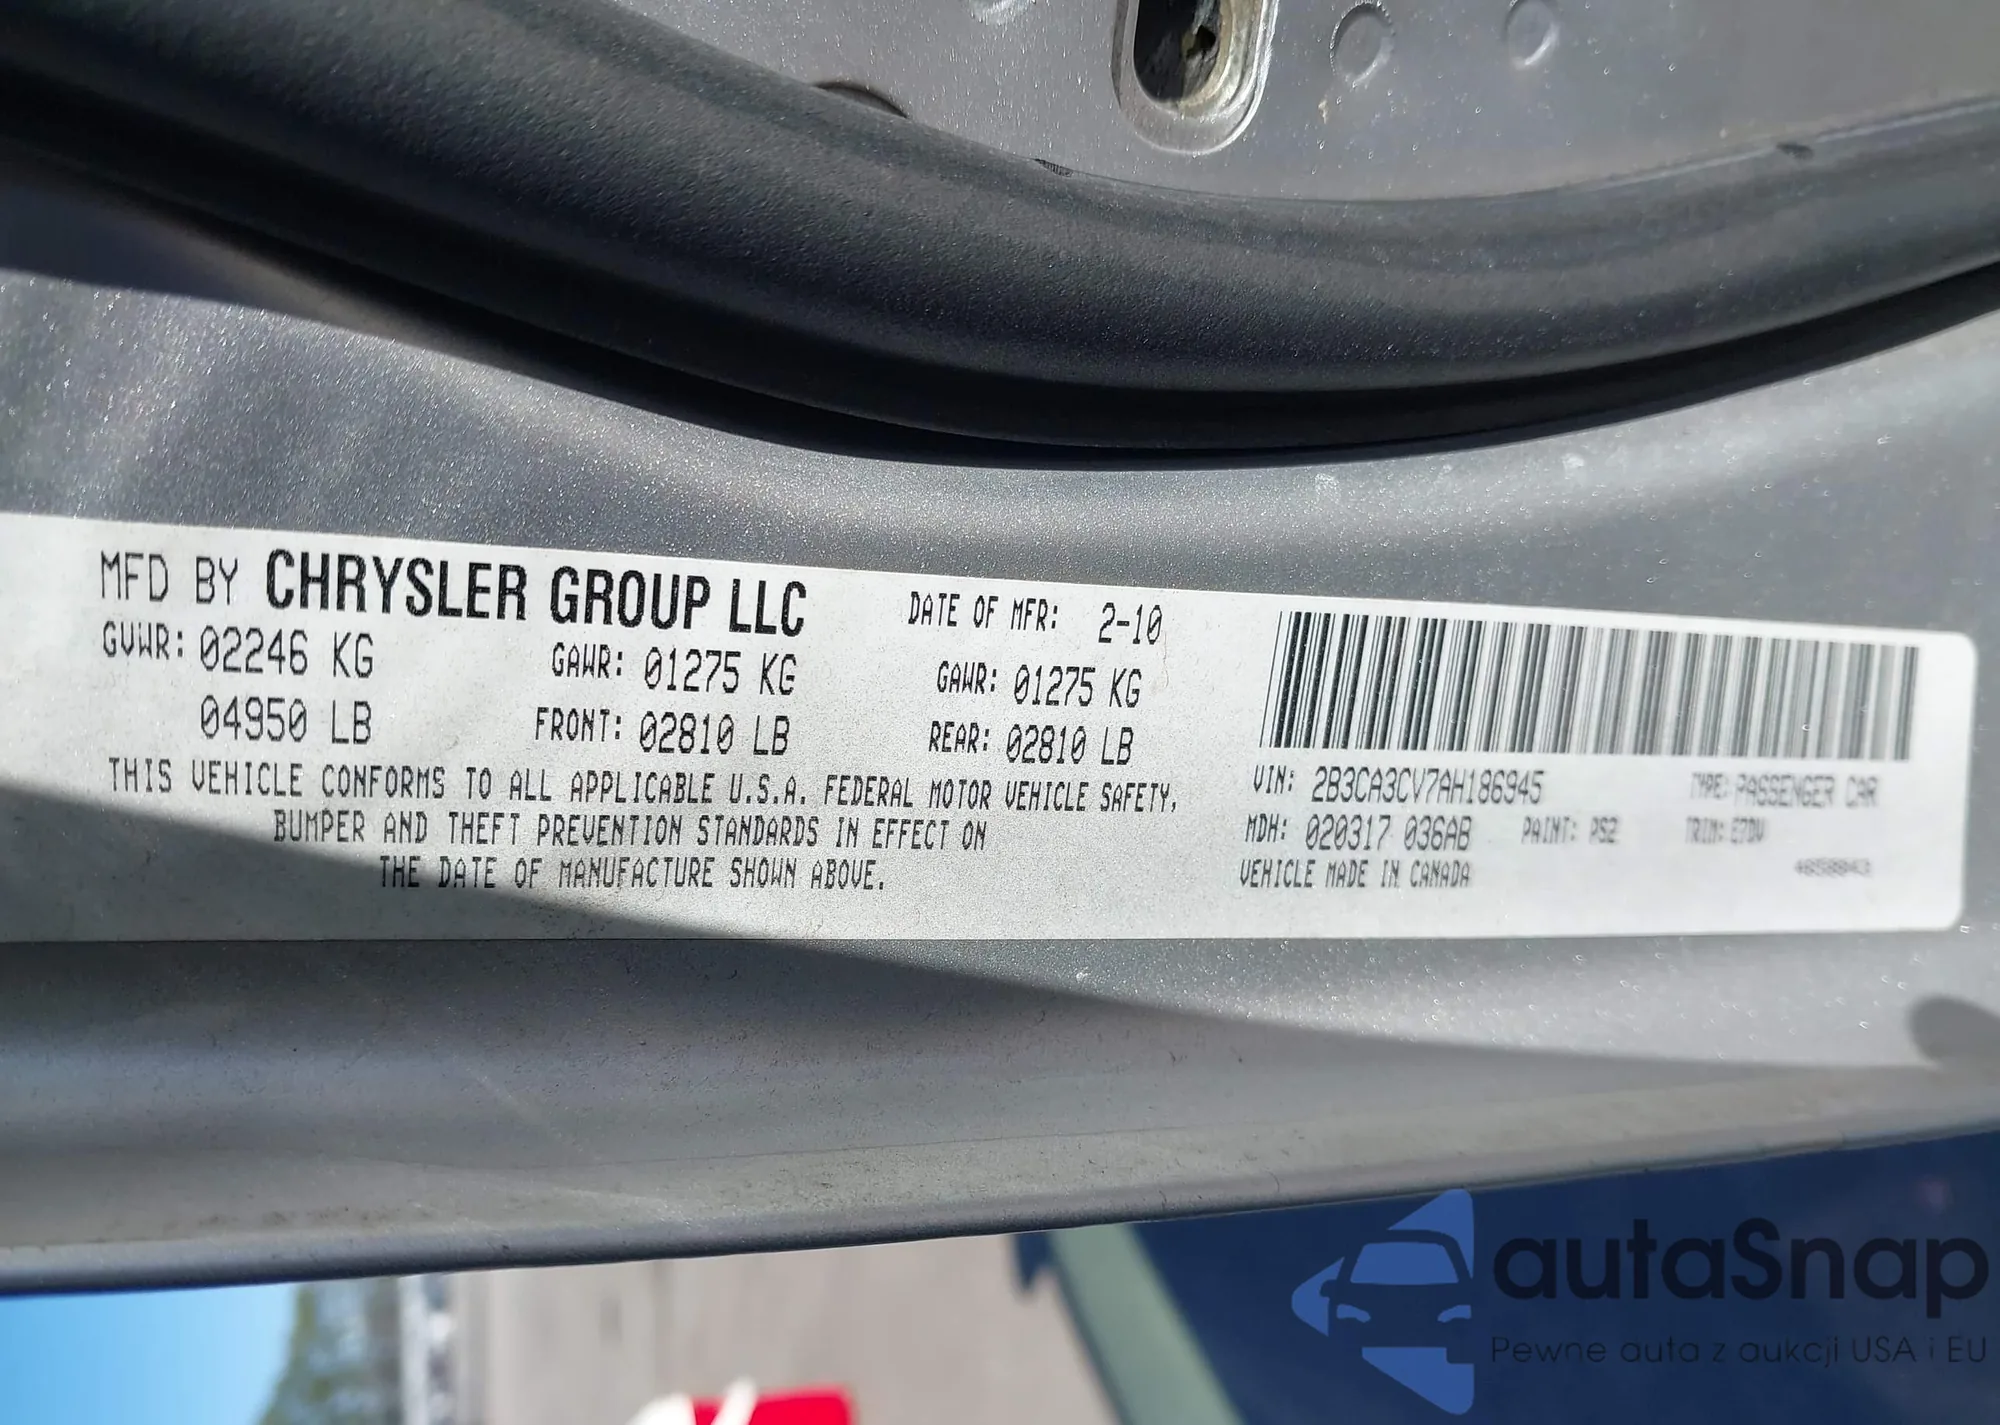 MFD BY CHRYSLER GROUP LLC DATE OF MFR: 2-10
GVWR: 02246 KG GAWR: 01275 KG GAWR: 01275 KG
04950 LB FRONT: 02810 LB REAR: 02810 LB
THIS VEHICLE CONFORMS TO ALL APPLICABLE U.S.A. FEDERAL MOTOR VEHICLE SAFETY,
BUMPER AND THEFT PREVENTION STANDARDS IN EFFECT ON
THE DATE OF MANUFACTURE SHOWN ABOVE.
VIN: 2B3CA3CV7AH186945 TYPE: PASSENGER CAR
MDH: 020317 036AB PAINT: PS2 TRIM: E7DV
VEHICLE MADE IN CANADA
autaSnap
Pewne auta z aukcji USA i EU